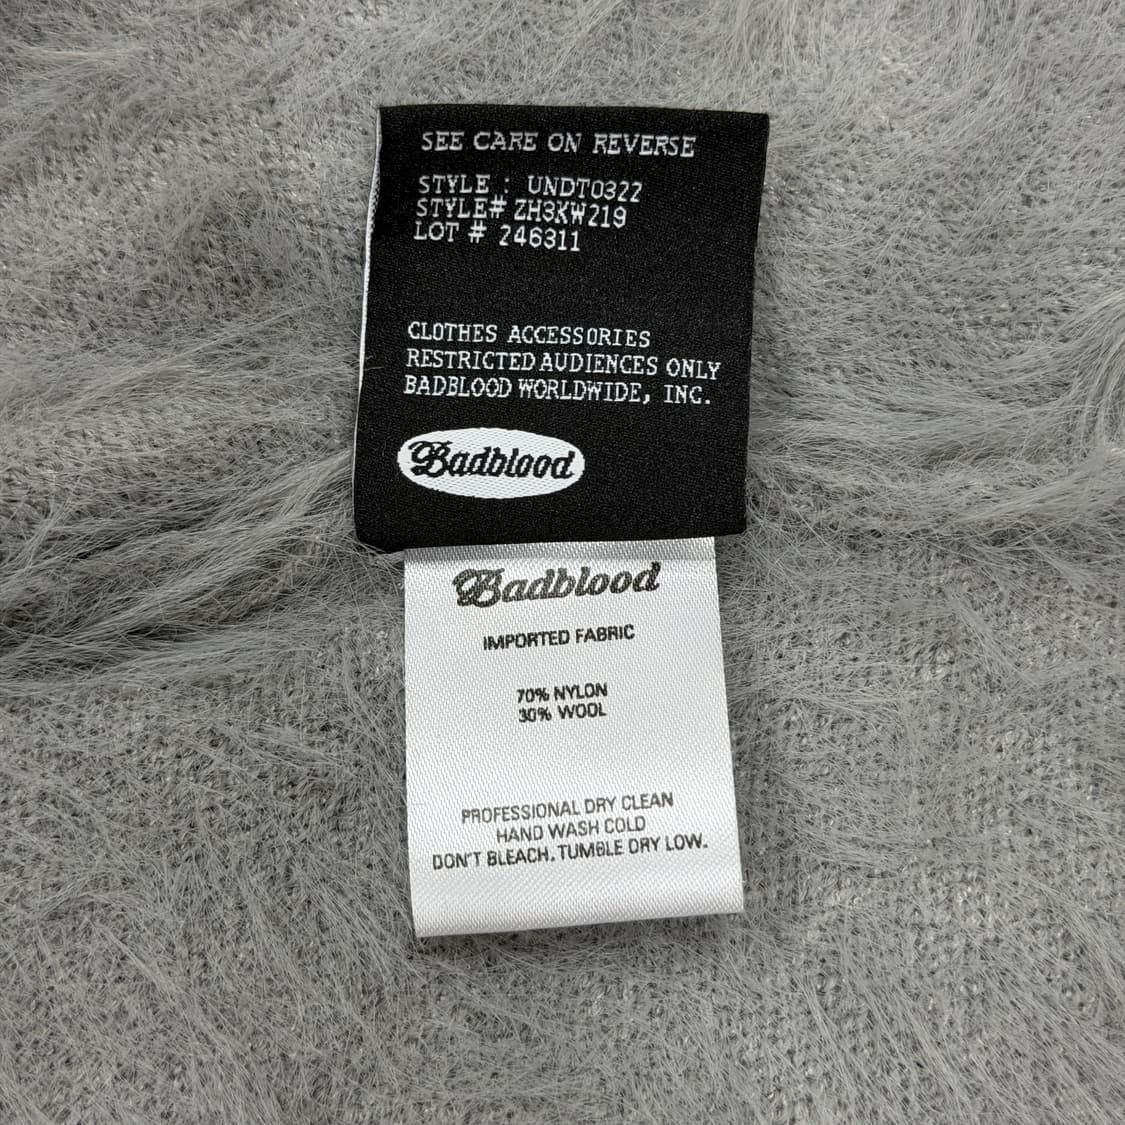 SEE CARE ON REVERSE
STYLE : UNDT0322
STYLE# ZH3KW219
LOT # 246311
CLOTHES ACCESSORIES
RESTRICTED AUDIENCES ONLY
BADBLOOD WORLDWIDE, INC.
Badblood
Badblood
IMPORTED FABRIC
70% NYLON
30% WOOL
PROFESSIONAL DRY CLEAN
HAND WASH COLD
DON'T BLEACH. TUMBLE DRY LOW.